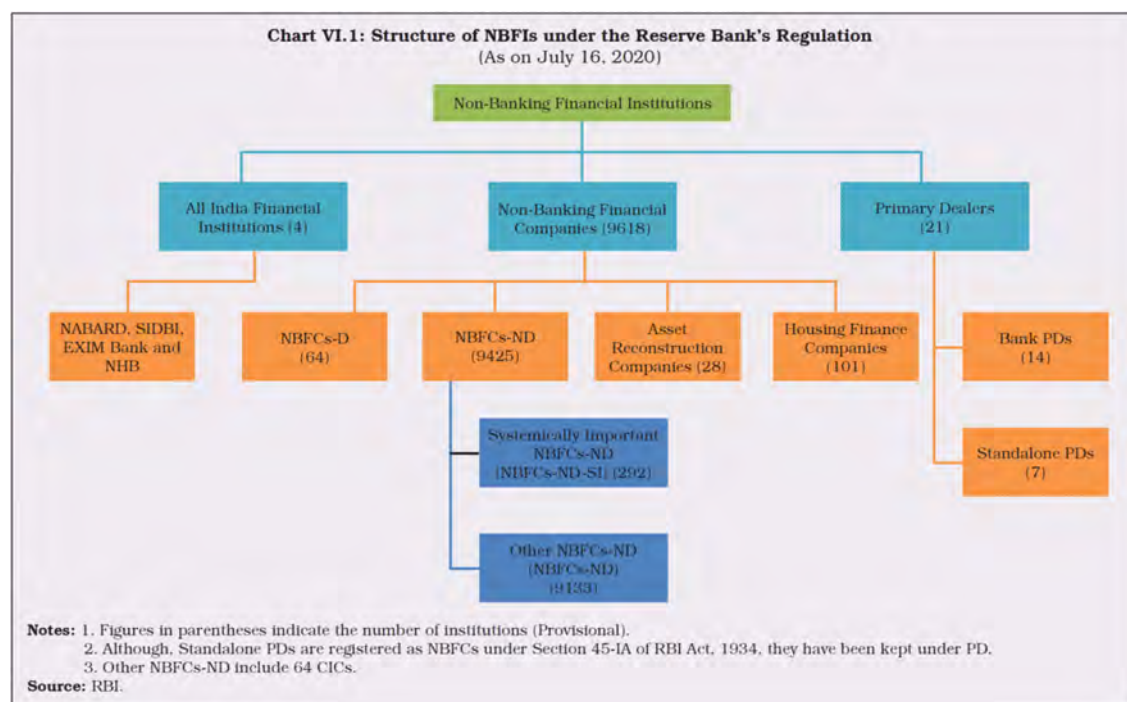 Chart VI.1: Structure of NBFIs under the Reserve Bank's Regulation
(As on July 16, 2020)
Non-Banking Financial Institutions
All India Financial
Institutions (4)
Non-Banking Financial
Companies (9618)
Primary Dealers
(21)
NABARD, SIDBI,
EXIM Bank and
NHB
NBFCs-D
(64)
NBFCs-ND
(9425)
Asset
Reconstruction
Companies (28)
Housing Finance
Companies
(101)
Bank PDs
(14)
Systemically Important
NBFCs-ND
(NBFCs-ND-SI) (292)
Standalone PDs
(7)
Other NBFCs-ND
(NBFCs-ND)
(9133)
Notes: 1. Figures in parentheses indicate the number of institutions (Provisional).
2. Although, Standalone PDs are registered as NBFCs under Section 45-IA of RBI Act, 1934, they have been kept under PD.
3. Other NBFCs-ND include 64 CICs.
Source: RBI.